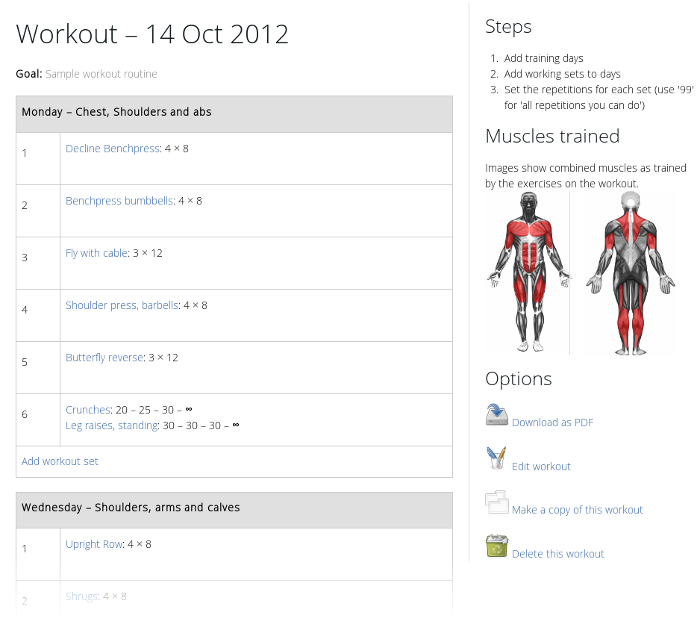 Workout – 14 Oct 2012
Goal: Sample workout routine
Monday – Chest, Shoulders and abs
1 Decline Benchpress: 4 × 8
2 Benchpress bumbbells: 4 × 8
3 Fly with cable: 3 × 12
4 Shoulder press, barbells: 4 × 8
5 Butterfly reverse: 3 × 12
6 Crunches: 20 – 25 – 30 – ∞
Leg raises, standing: 30 – 30 – 30 – ∞
Add workout set
Wednesday – Shoulders, arms and calves
1 Upright Row: 4 × 8
2 Shrugs: 4 × 8
Steps
1. Add training days
2. Add working sets to days
3. Set the repetitions for each set (use '99'
for 'all repetitions you can do')
Muscles trained
Images show combined muscles as trained
by the exercises on the workout.
Options
Download as PDF
Edit workout
Make a copy of this workout
Delete this workout